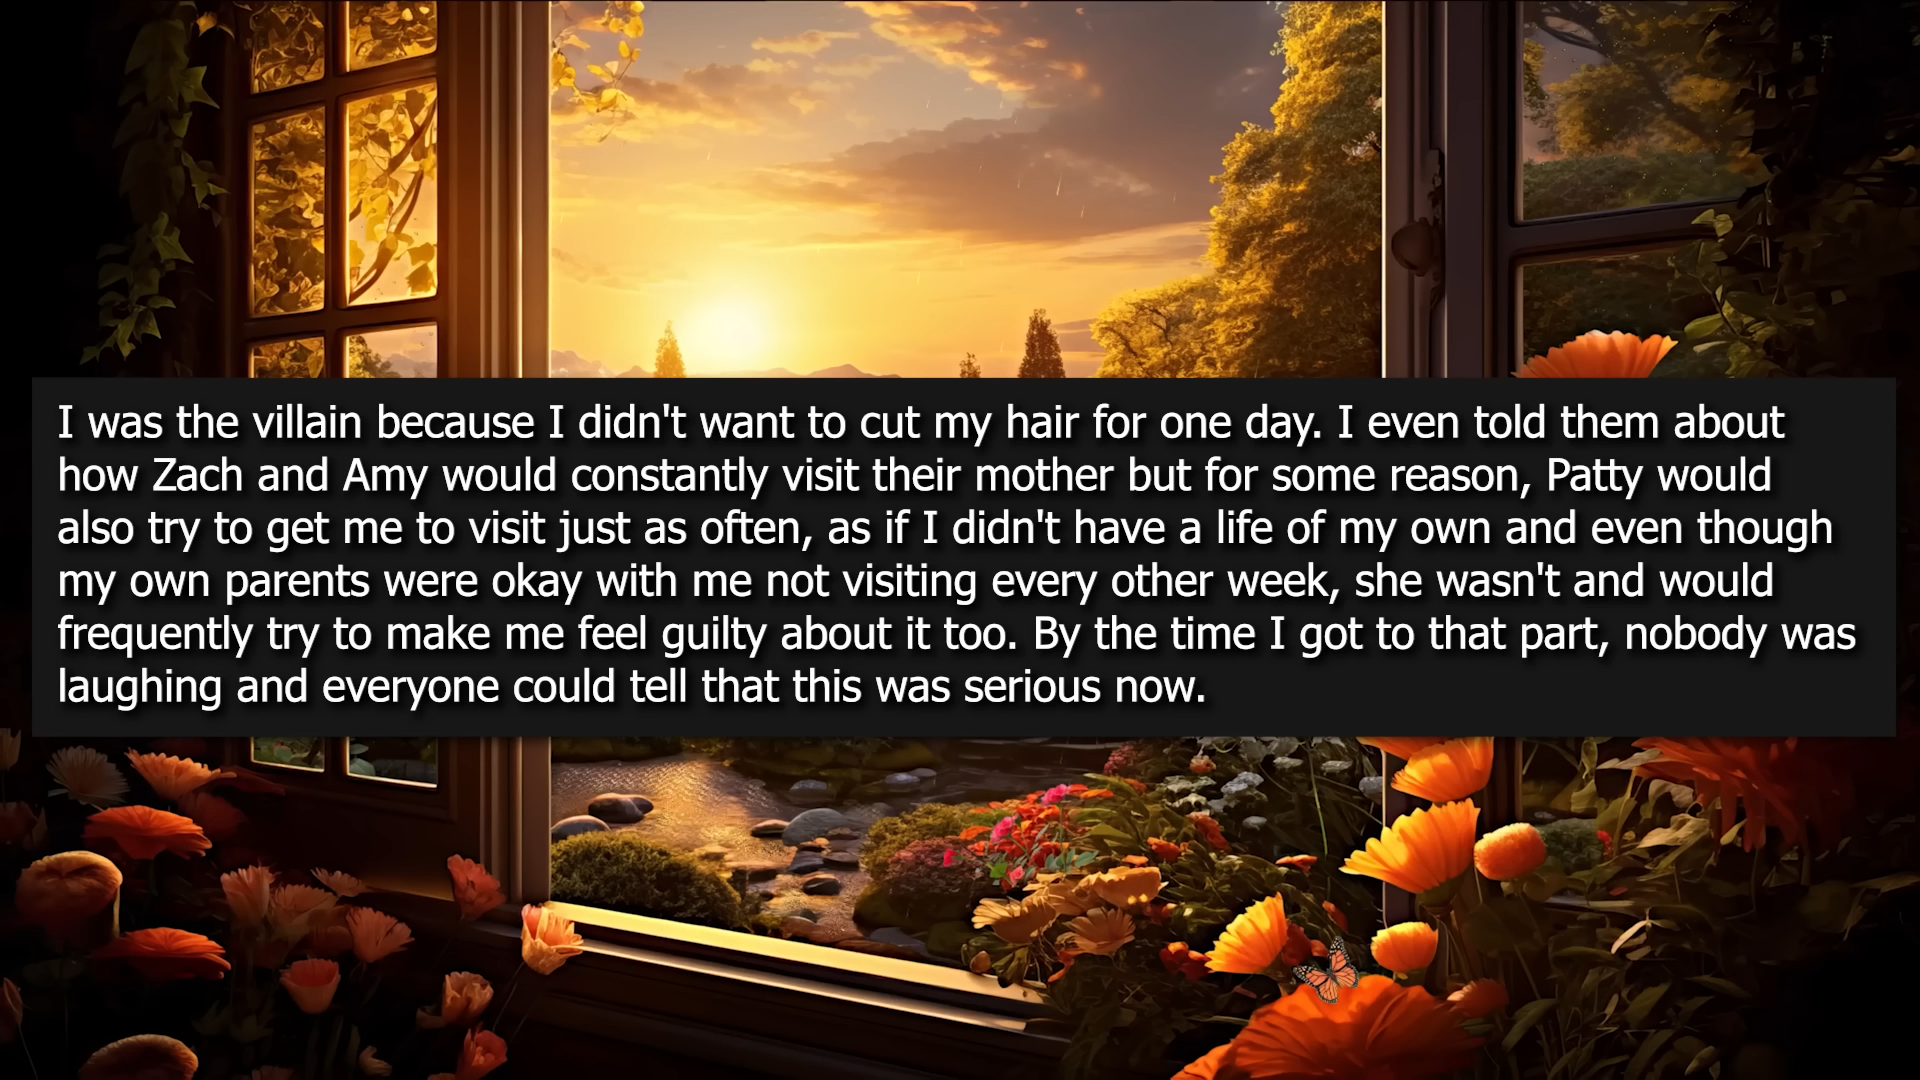 I was the villain because I didn't want to cut my hair for one day. I even told them about
how Zach and Amy would constantly visit their mother but for some reason, Patty would
also try to get me to visit just as often, as if I didn't have a life of my own and even though
my own parents were okay with me not visiting every other week, she wasn't and would
frequently try to make me feel guilty about it too. By the time I got to that part, nobody was
laughing and everyone could tell that this was serious now.